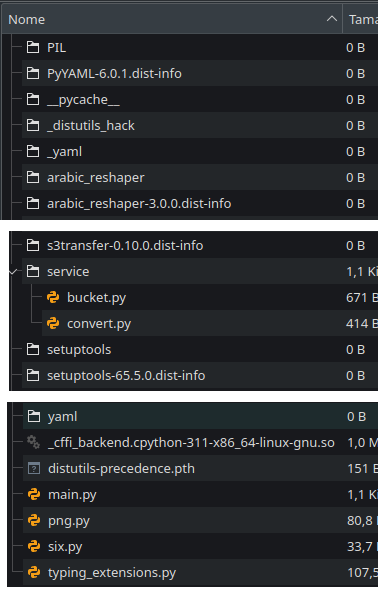 Nome Tama
PIL 0 B
PyYAML-6.0.1.dist-info 0 B
__pycache__ 0 B
_distutils_hack 0 B
_yaml 0 B
arabic_reshaper 0 B
arabic_reshaper-3.0.0.dist-info 0 B
s3transfer-0.10.0.dist-info 0 B
service 1,1 Ki
bucket.py 671 B
convert.py 414 B
setuptools 0 B
setuptools-65.5.0.dist-info 0 B
yaml 0 B
_cffi_backend.cpython-311-x86_64-linux-gnu.so 1,0 M
distutils-precedence.pth 151 B
main.py 1,1 Ki
png.py 80,8
six.py 33,7
typing_extensions.py 107,5